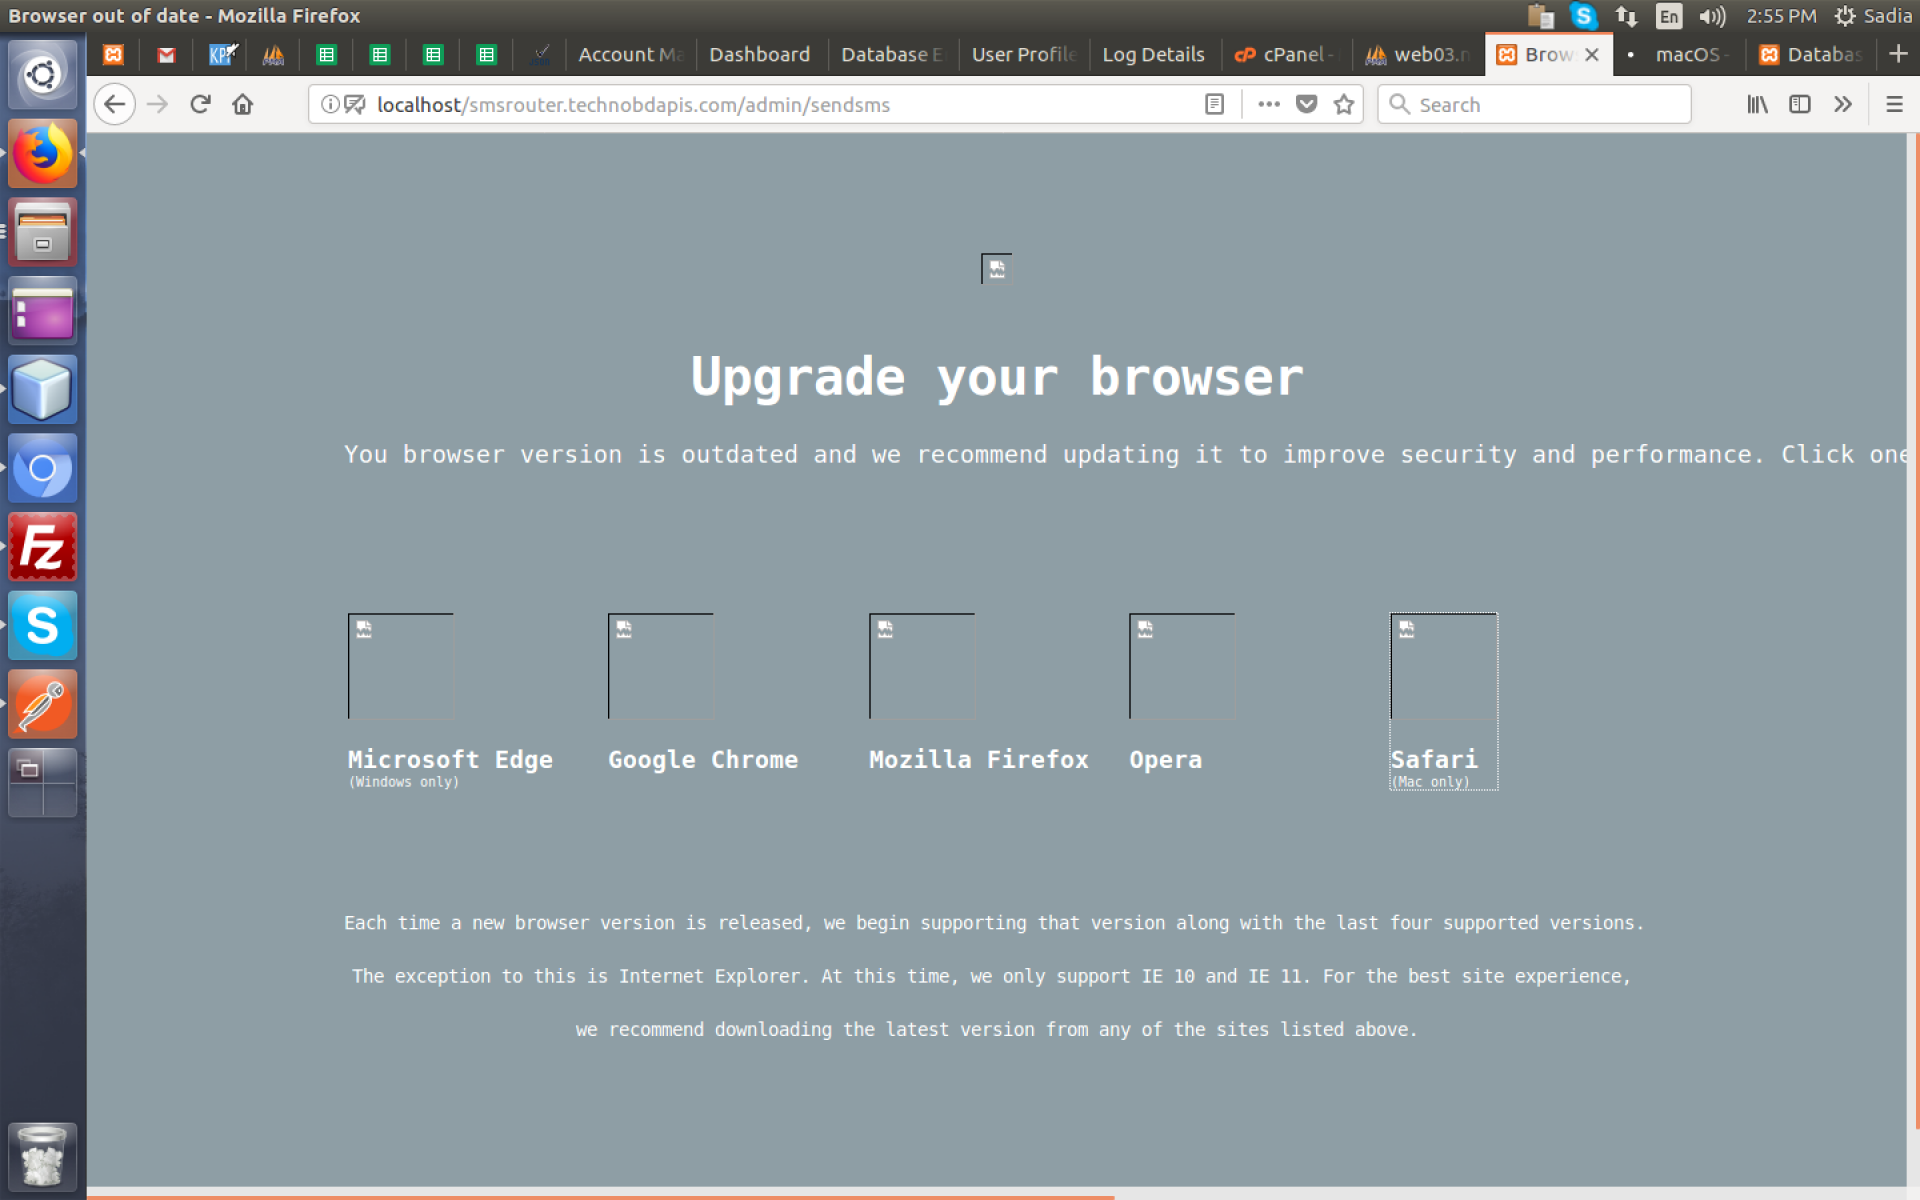 Browser out of date - Mozilla Firefox
En
2:55 PM
Sadia
KPI
Account Ma
Dashboard
Database E
User Profile
Log Details
cP
cPanel -
web03.n
Brow
macOS -
Databas
localhost/smsrouter.technobdapis.com/admin/sendsms
Search
Upgrade your browser
You browser version is outdated and we recommend updating it to improve security and performance. Click one
Microsoft Edge
(Windows only)
Google Chrome
Mozilla Firefox
Opera
Safari
(Mac only)
Each time a new browser version is released, we begin supporting that version along with the last four supported versions.
The exception to this is Internet Explorer. At this time, we only support IE 10 and IE 11. For the best site experience,
we recommend downloading the latest version from any of the sites listed above.
Fz
S